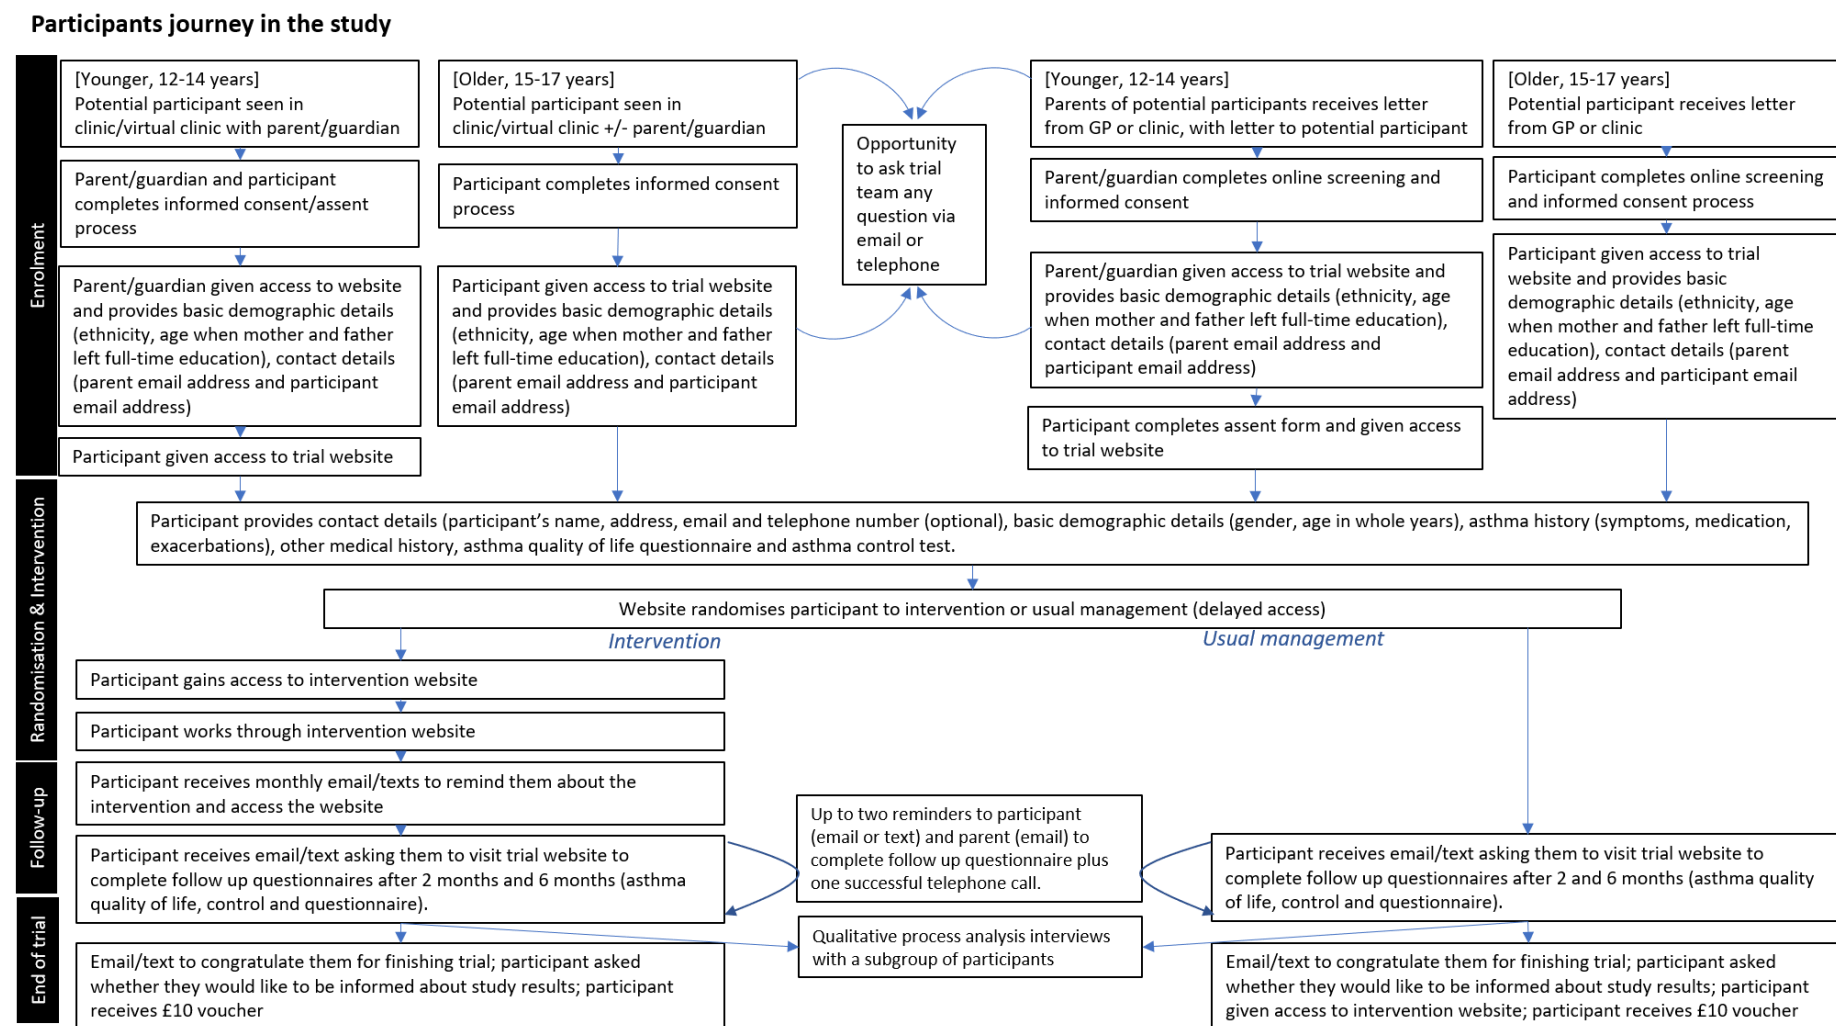 Participants journey in the study
Enrolment
[Younger, 12-14 years]
Potential participant seen in
clinic/virtual clinic with parent/guardian
Parent/guardian and participant
completes informed consent/assent
process
Parent/guardian given access to website
and provides basic demographic details
(ethnicity, age when mother and father
left full-time education), contact details
(parent email address and participant
email address)
Participant given access to trial website
[Older, 15-17 years]
Potential participant seen in
clinic/virtual clinic +/- parent/guardian
Participant completes informed consent
process
Participant given access to trial website
and provides basic demographic details
(ethnicity, age when mother and father
left full-time education), contact details
(parent email address and participant
email address)
Opportunity
to ask trial
team any
question via
email or
telephone
[Younger, 12-14 years]
Parents of potential participants receives letter
from GP or clinic, with letter to potential participant
Parent/guardian completes online screening and
informed consent
Parent/guardian given access to trial website and
provides basic demographic details (ethnicity, age
when mother and father left full-time education),
contact details (parent email address and
participant email address)
Participant completes assent form and given access
to trial website
[Older, 15-17 years]
Potential participant receives letter
from GP or clinic
Participant completes online screening
and informed consent process
Participant given access to trial
website and provides basic
demographic details (ethnicity, age
when mother and father left full-time
education), contact details (parent
email address and participant email
address)
Randomisation & Intervention
Participant provides contact details (participant's name, address, email and telephone number (optional), basic demographic details (gender, age in whole years), asthma history (symptoms, medication,
exacerbations), other medical history, asthma quality of life questionnaire and asthma control test.
Website randomises participant to intervention or usual management (delayed access)
Intervention
Usual management
Participant gains access to intervention website
Participant works through intervention website
Follow-up
Participant receives monthly email/texts to remind them about the
intervention and access the website
Participant receives email/text asking them to visit trial website to
complete follow up questionnaires after 2 months and 6 months (asthma
quality of life, control and questionnaire).
Up to two reminders to participant
(email or text) and parent (email) to
complete follow up questionnaire plus
one successful telephone call.
Participant receives email/text asking them to visit trial website to
complete follow up questionnaires after 2 and 6 months (asthma quality
of life, control and questionnaire).
End of trial
Qualitative process analysis interviews
with a subgroup of participants
Email/text to congratulate them for finishing trial; participant asked
whether they would like to be informed about study results; participant
receives £10 voucher
Email/text to congratulate them for finishing trial; participant asked
whether they would like to be informed about study results; participant
given access to intervention website; participant receives £10 voucher